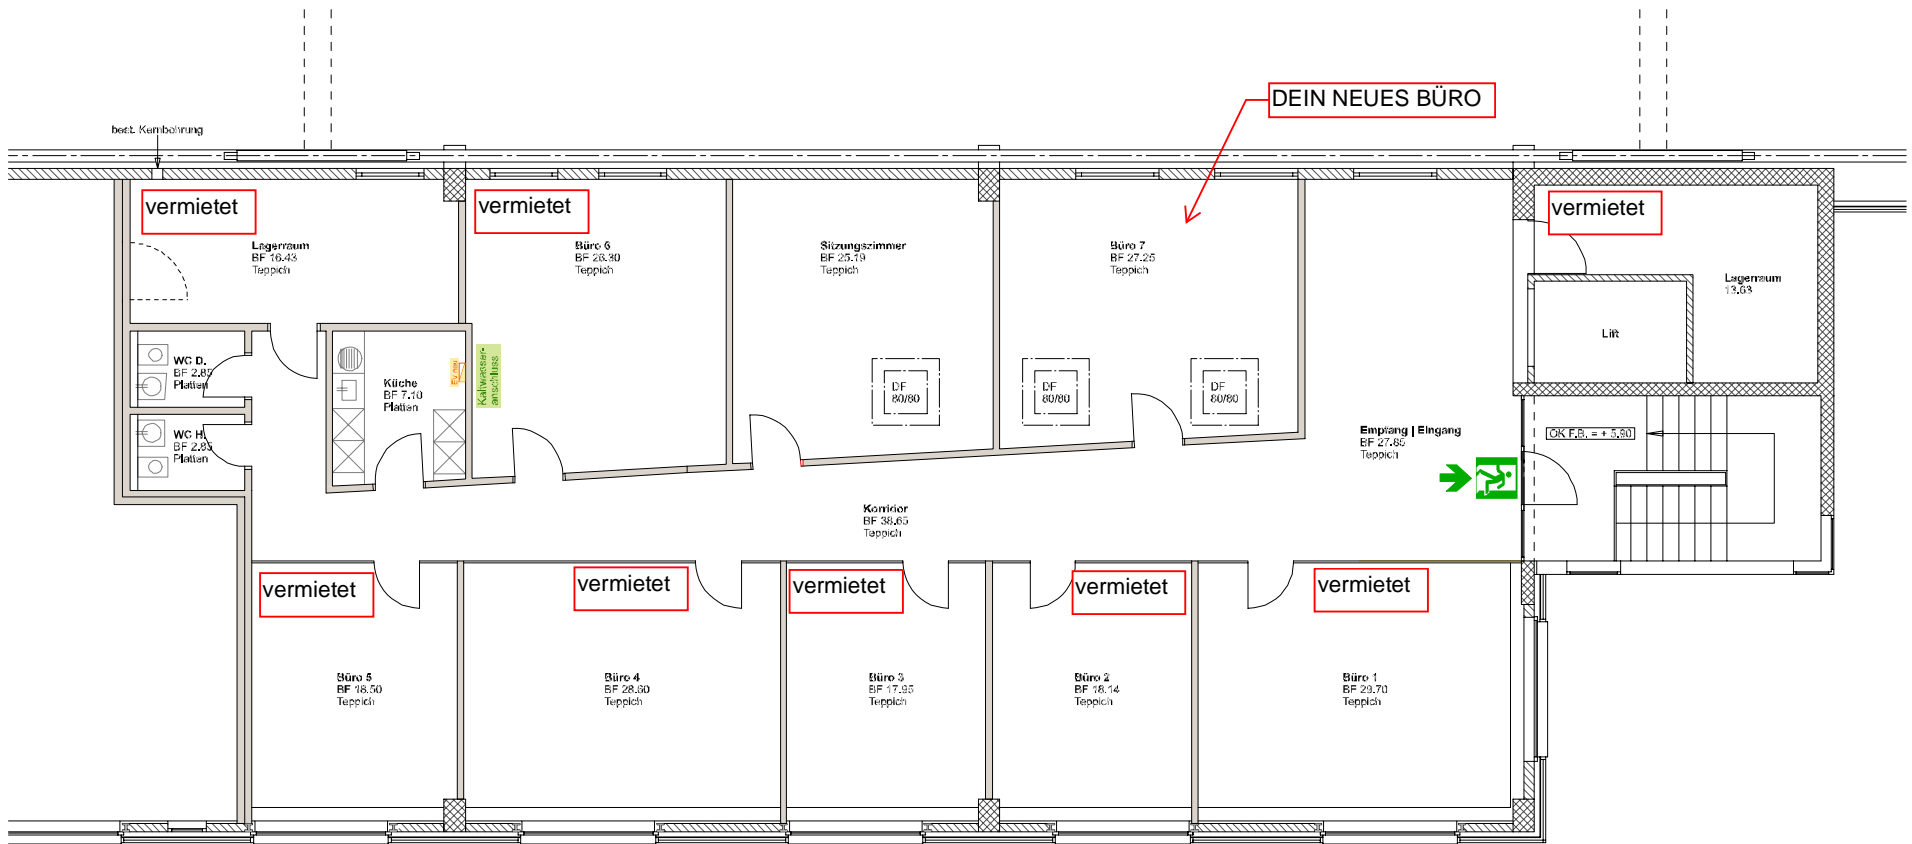 DEIN NEUES BÜRO
best. Kernbohrung
vermietet
Lagerraum
BF 16.43
Teppich
vermietet
Büro 6
BF 26.30
Teppich
Sitzungszimmer
BF 25.19
Teppich
Büro 7
BF 27.25
Teppich
vermietet
Lagerraum
13.63
Lift
WC D.
BF 2.85
Platten
Küche
BF 7.10
Platten
Kaltwasser-
anschluss
DF
80/80
DF
80/80
DF
80/80
WC H.
BF 2.85
Platten
Empfang | Eingang
BF 27.85
Teppich
OK F.B. = + 5.90
Korridor
BF 38.65
Teppich
vermietet
vermietet
vermietet
vermietet
vermietet
Büro 5
BF 18.50
Teppich
Büro 4
BF 28.60
Teppich
Büro 3
BF 17.95
Teppich
Büro 2
BF 18.14
Teppich
Büro 1
BF 29.70
Teppich